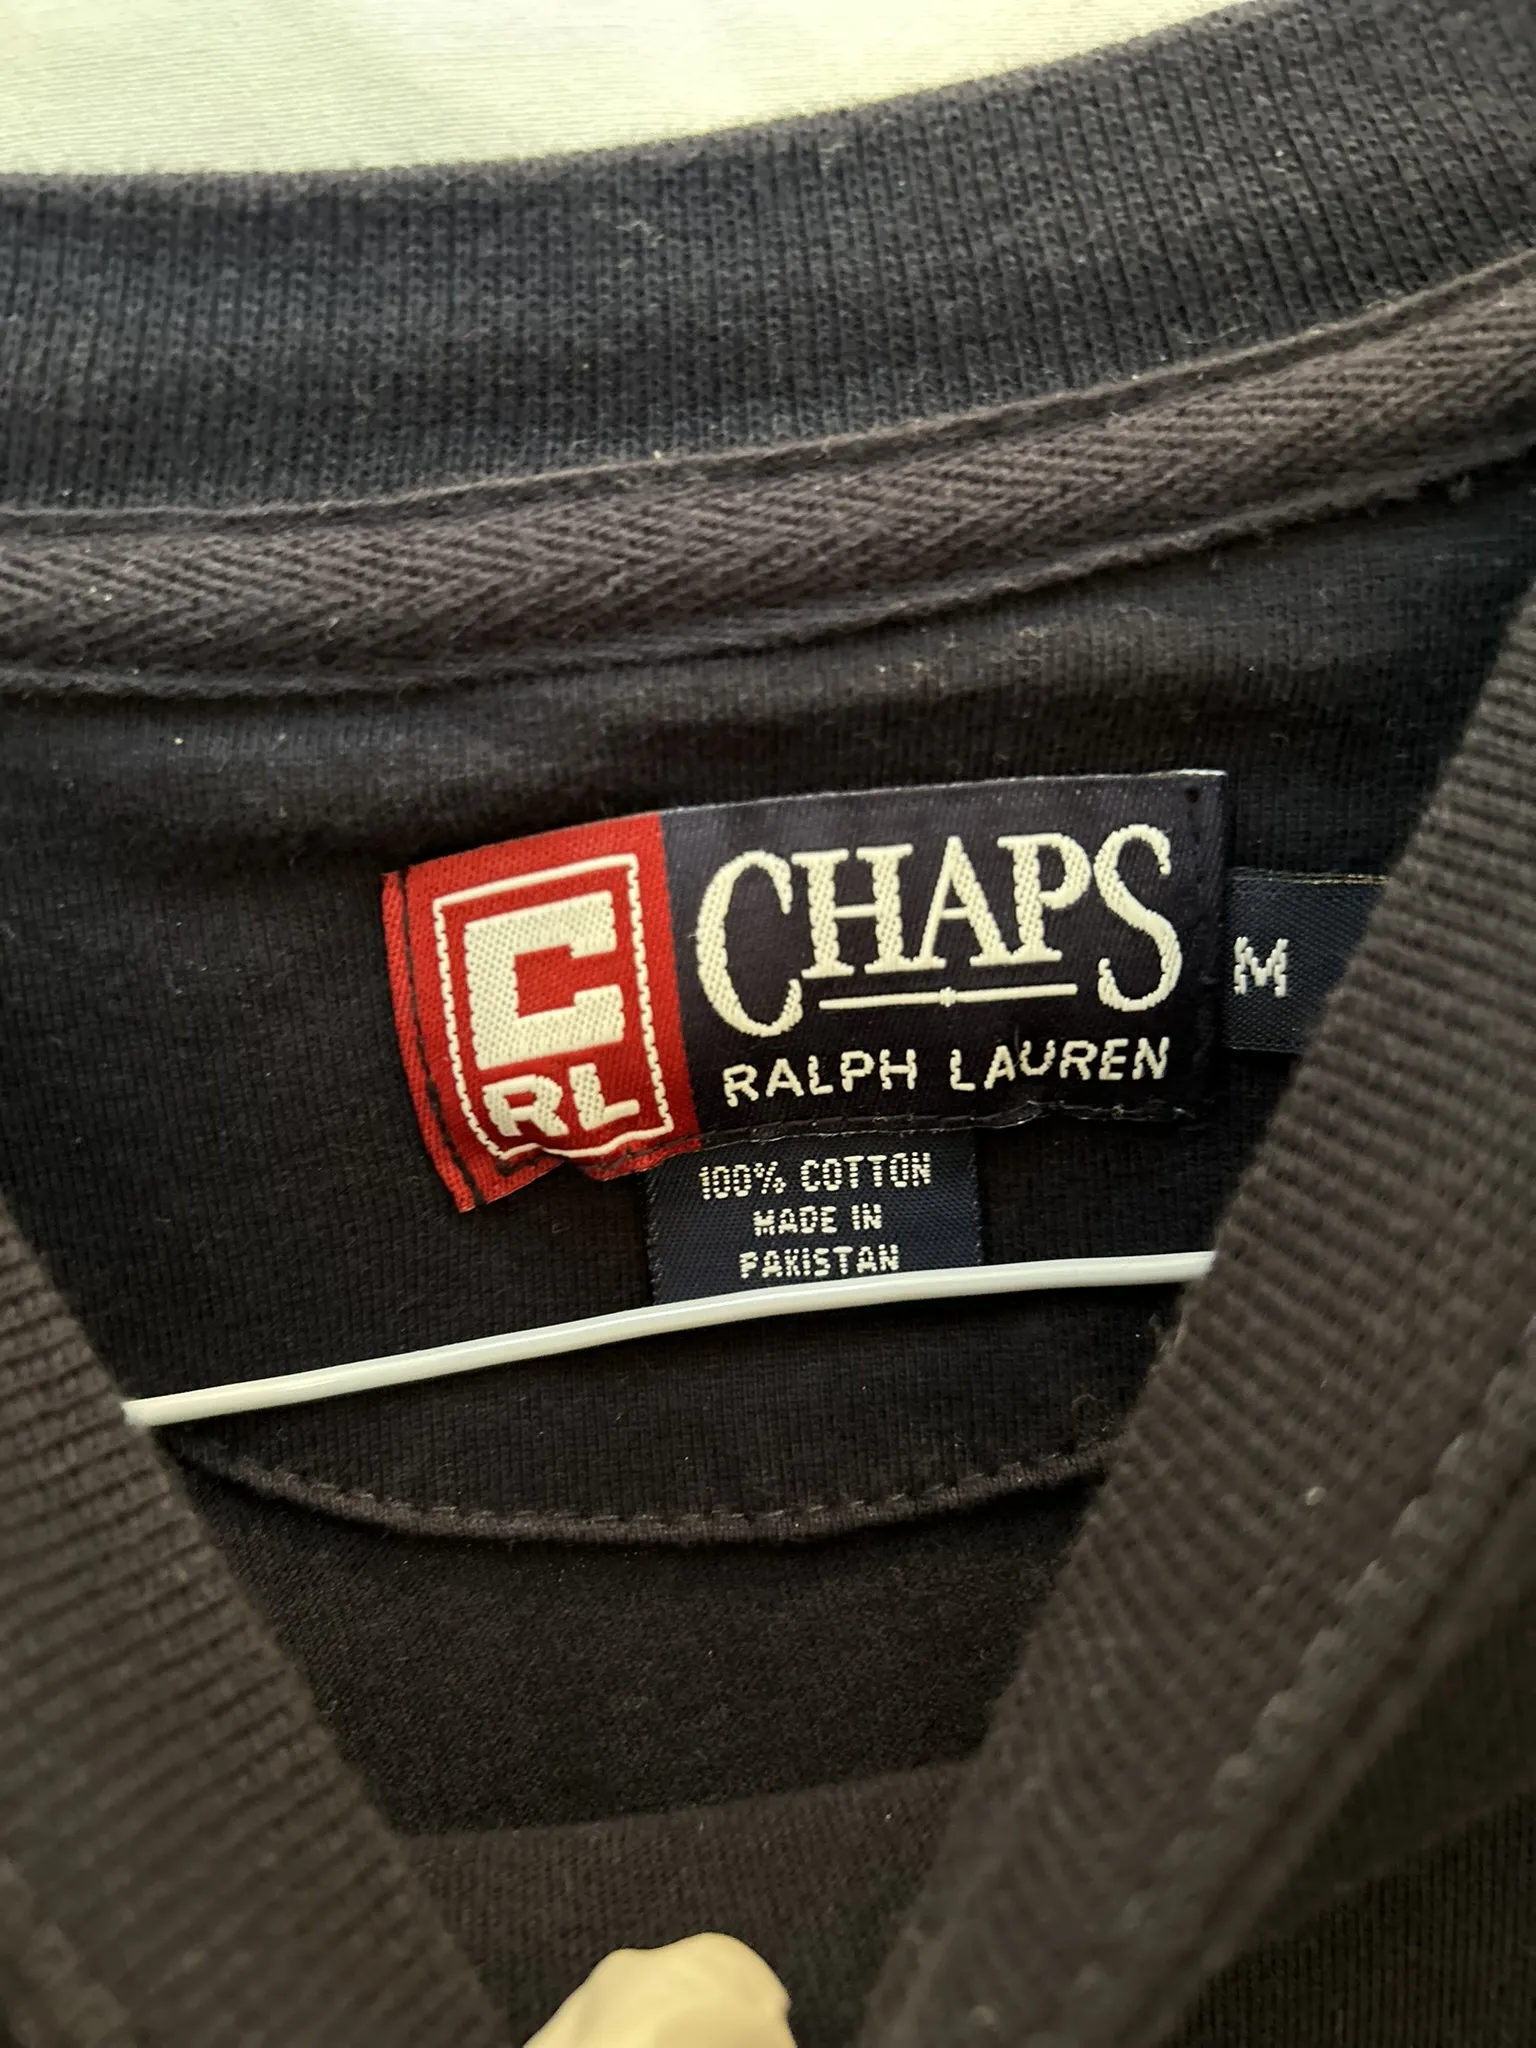 C
RL
CHAPS
RALPH LAUREN
M
100% COTTON
MADE IN
PAKISTAN